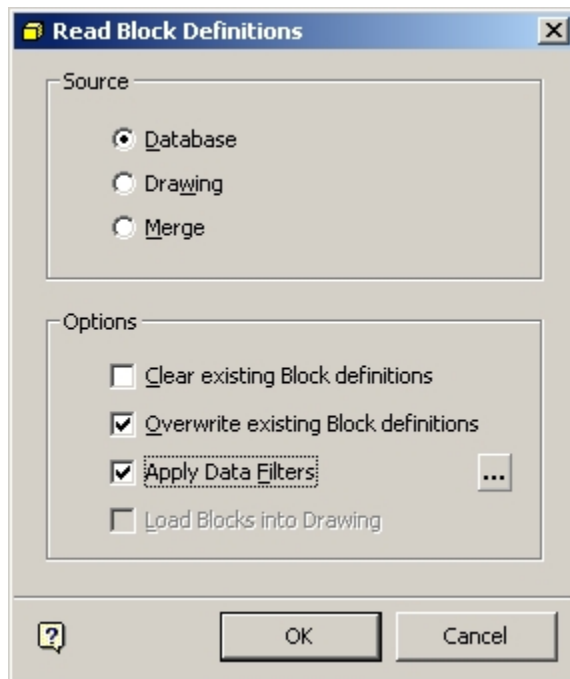 Read Block Definitions
Source
Database
Drawing
Merge
Options
Clear existing Block definitions
Overwrite existing Block definitions
Apply Data Filters ...
Load Blocks into Drawing
? OK Cancel